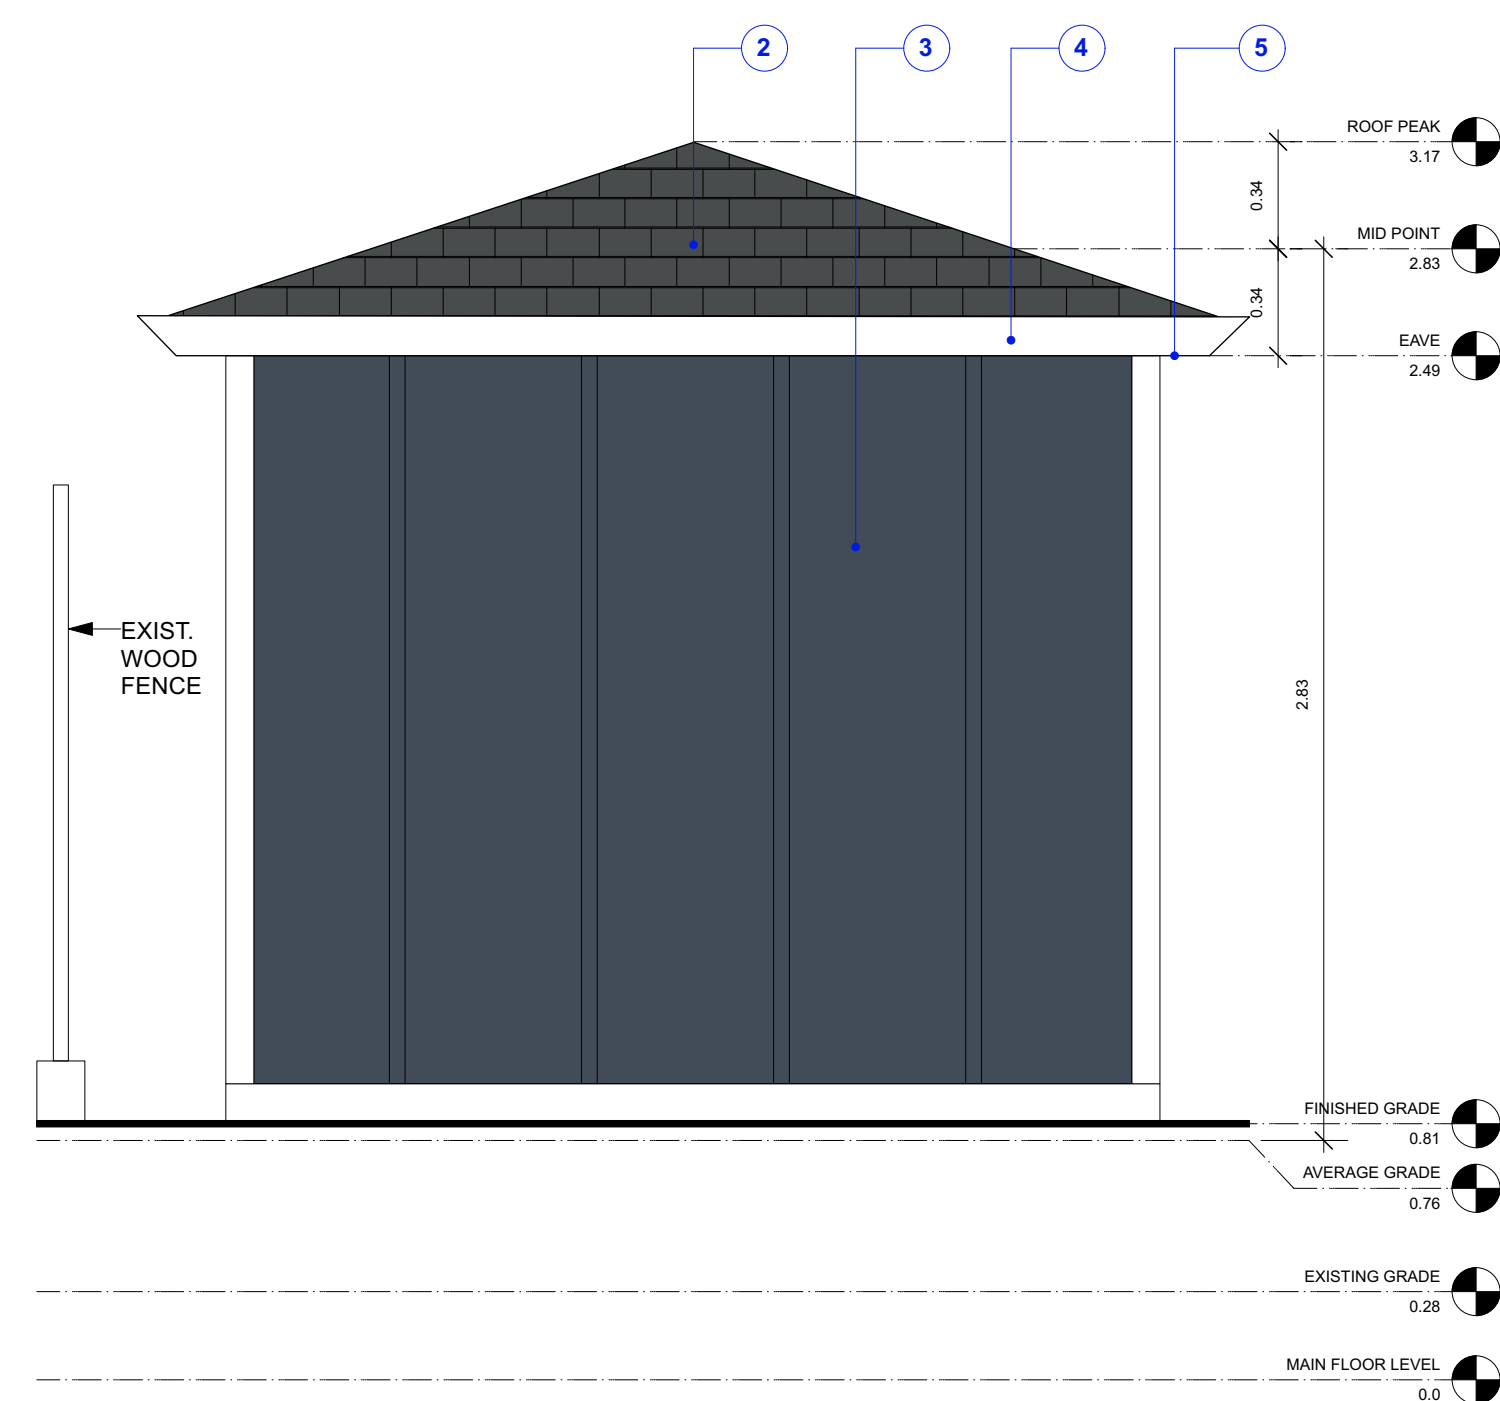 2
3
4
5
ROOF PEAK
3.17
0.34
MID POINT
2.83
0.34
EAVE
2.49
EXIST.
WOOD
FENCE
2.83
FINISHED GRADE
0.81
AVERAGE GRADE
0.76
EXISTING GRADE
0.28
MAIN FLOOR LEVEL
0.0